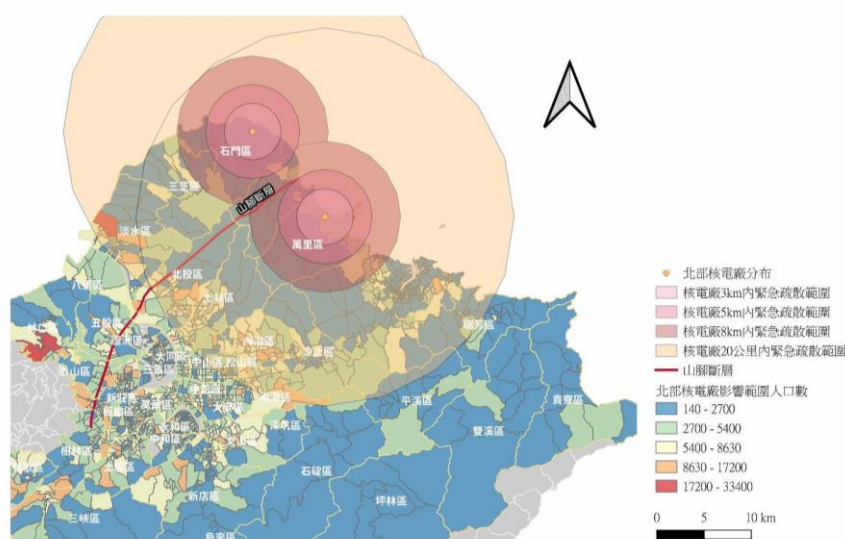 石門區
三芝區
山腳斷層
淡水區
萬里區
北投區
八里區
士林區
五股區
瑞芳區
內湖區
汐止區
大同區
中山區
松山區
三重區
新莊區
萬華區
永和區
中和區
平溪區
貢寮區
雙溪區
深坑區
樹林區
石碇區
新店區
坪林區
三峽區
烏來區
北部核電廠分布
核電廠3km內緊急疏散範圍
核電廠5km內緊急疏散範圍
核電廠8km內緊急疏散範圍
核電廠20公里內緊急疏散範圍
山腳斷層
北部核電廠影響範圍人口數
140 - 2700
2700 - 5400
5400 - 8630
8630 - 17200
17200 - 33400
0 5 10 km